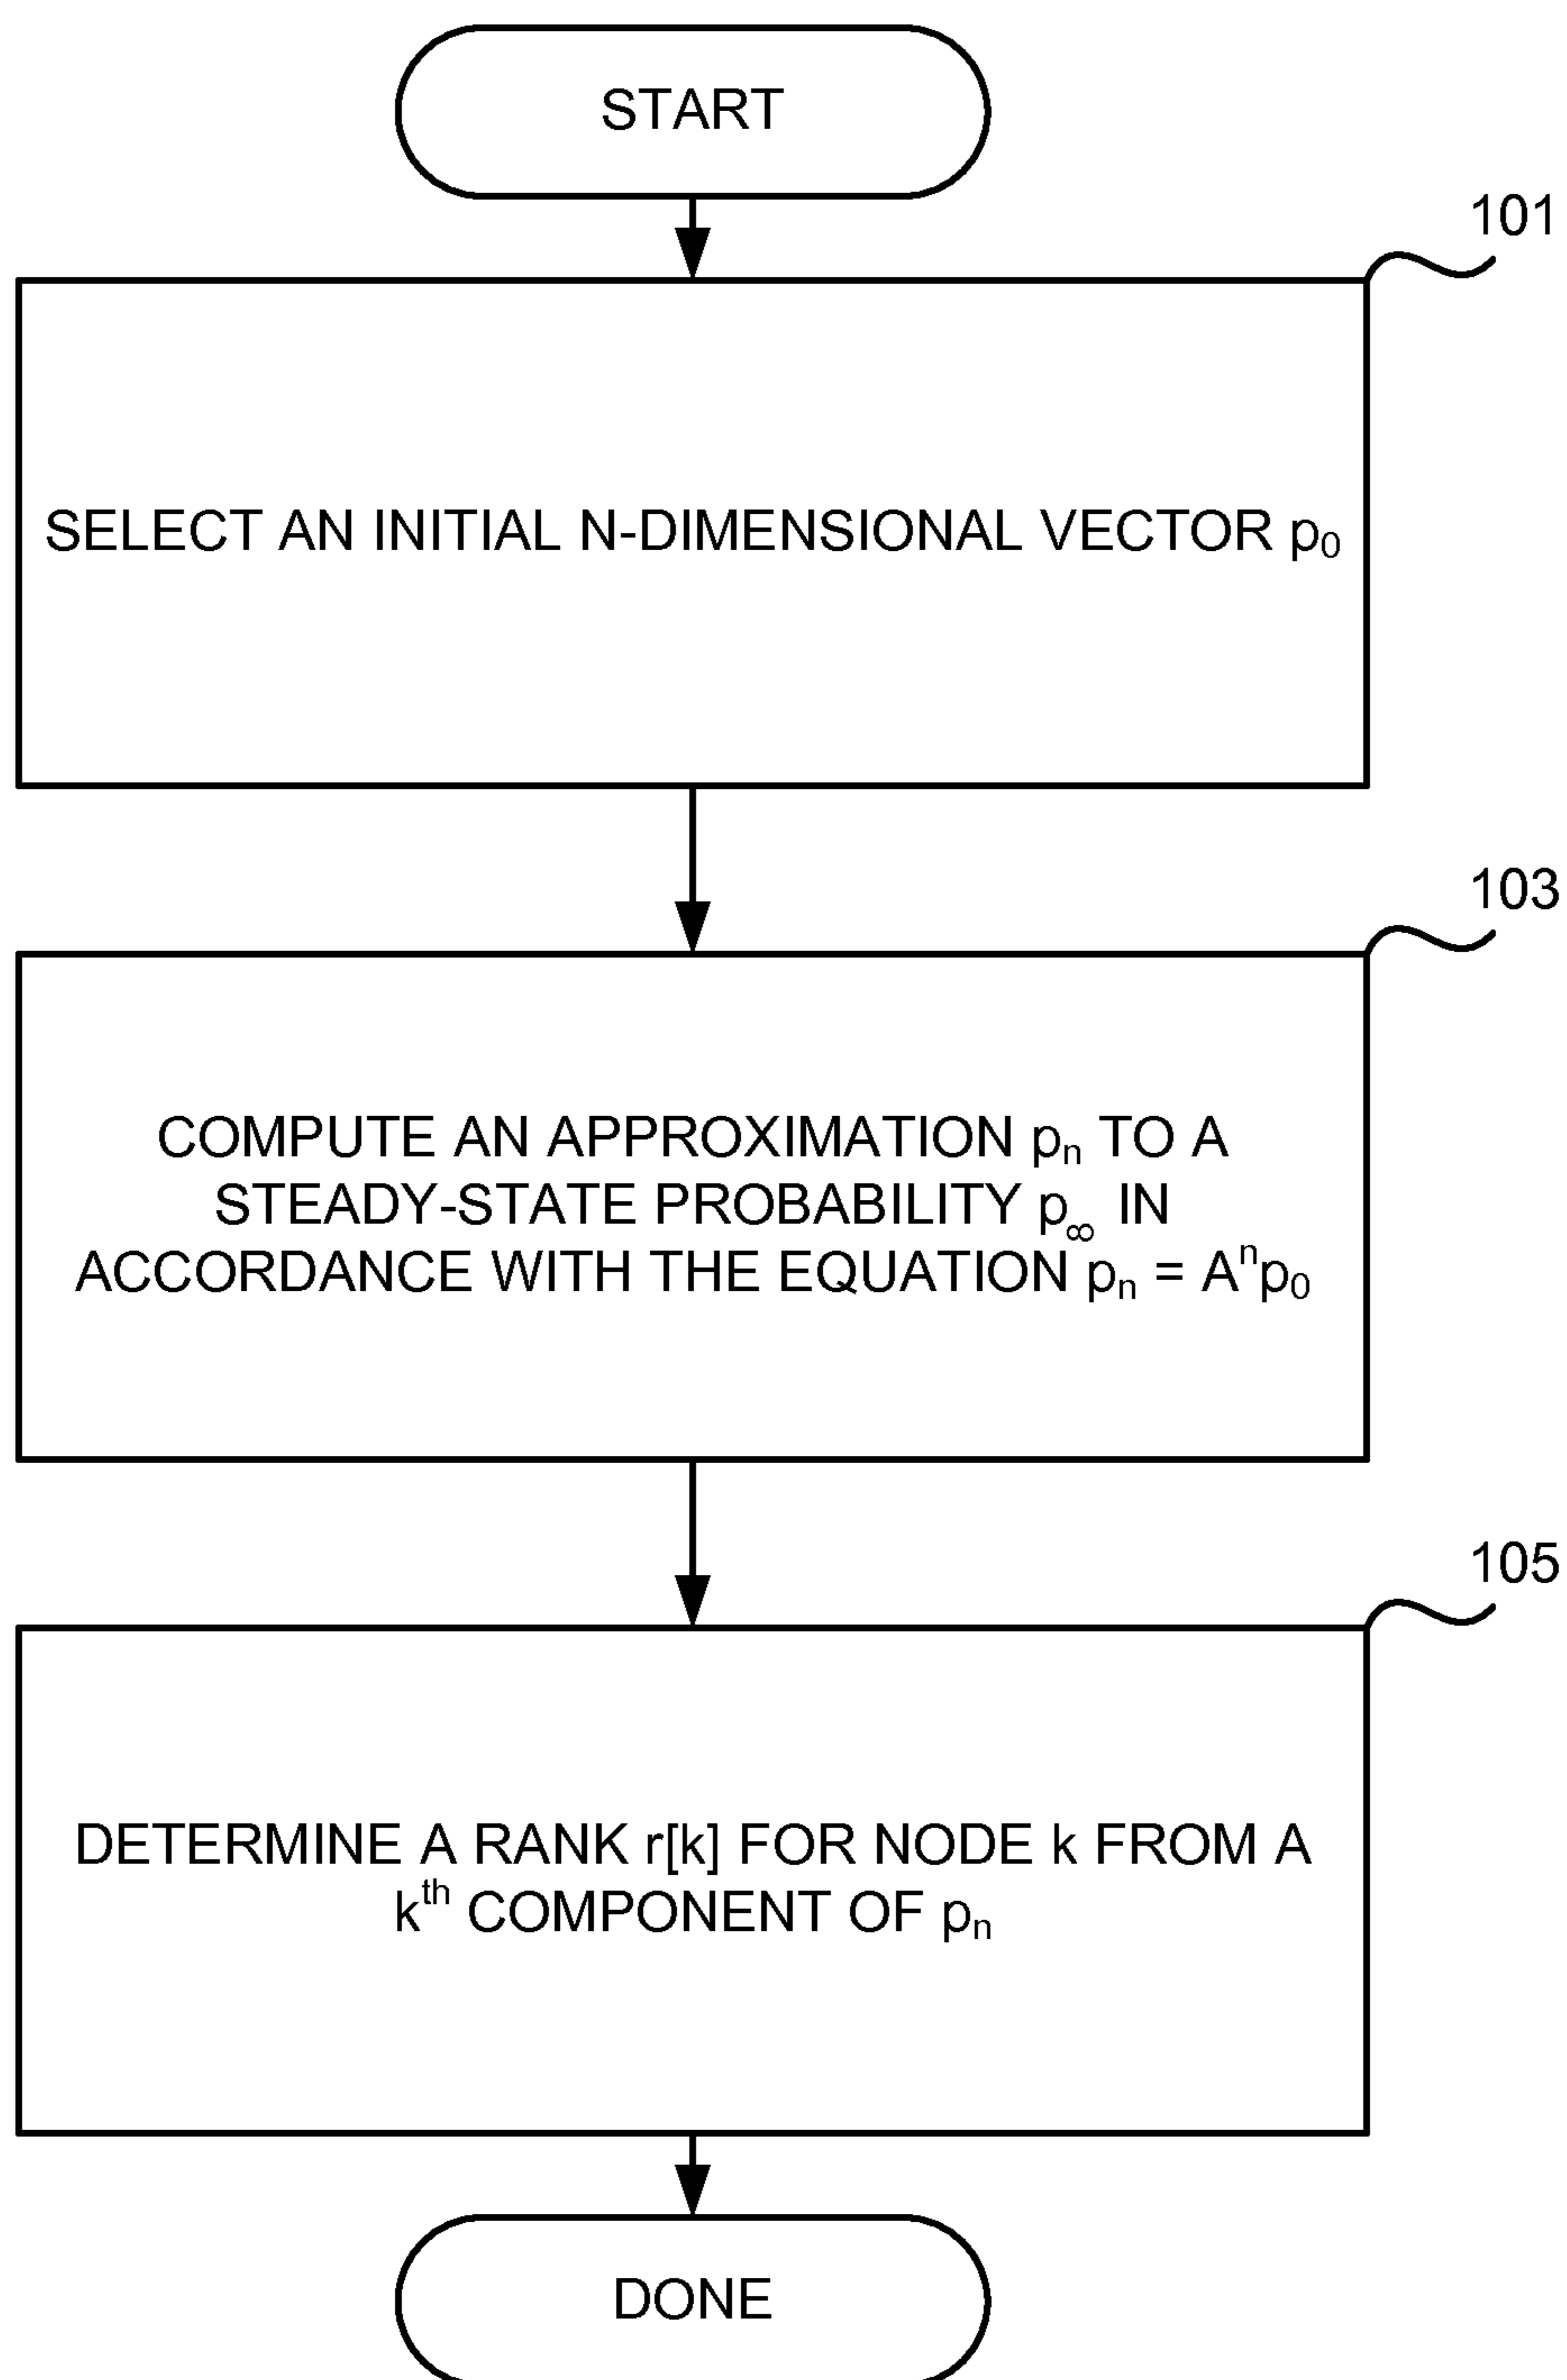 START
101
SELECT AN INITIAL N-DIMENSIONAL VECTOR p₀
103
COMPUTE AN APPROXIMATION pₙ TO A
STEADY-STATE PROBABILITY p∞ IN
ACCORDANCE WITH THE EQUATION pₙ = Aⁿp₀
105
DETERMINE A RANK r[k] FOR NODE k FROM A
kᵗʰ COMPONENT OF pₙ
DONE